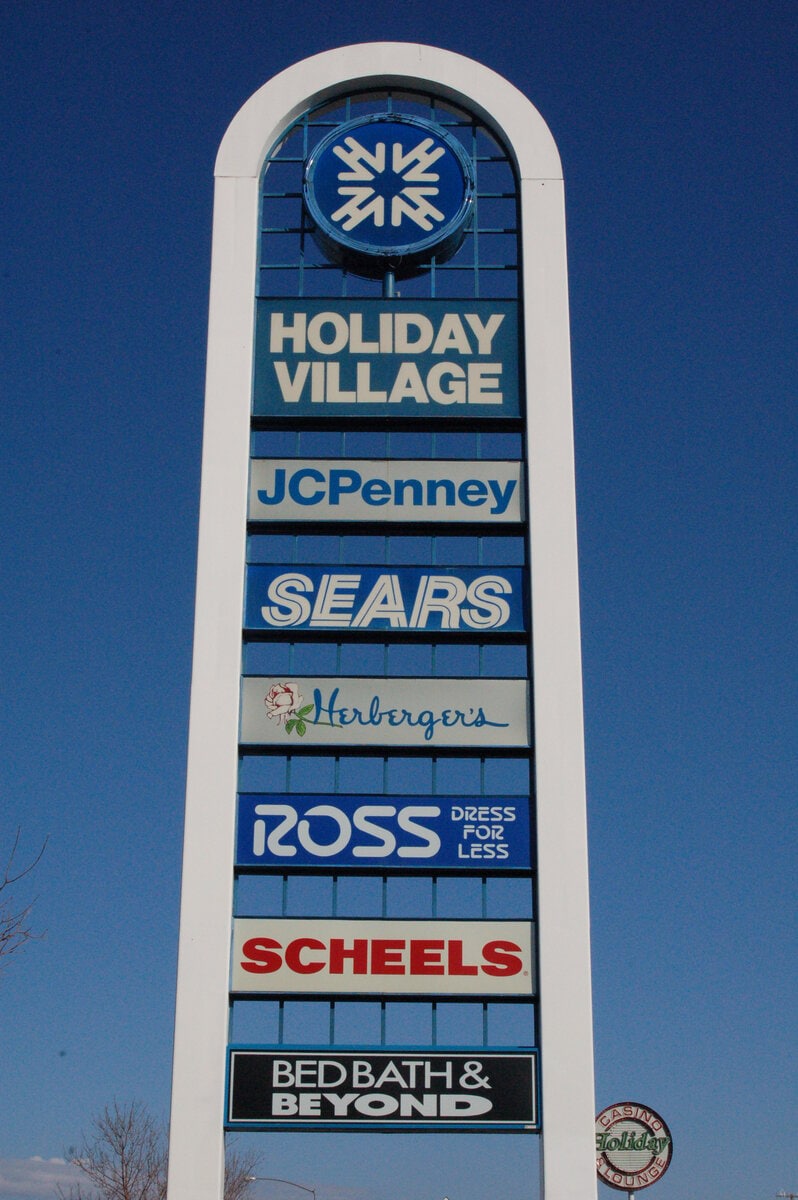 HOLIDAY
VILLAGE
JCPenney
SEARS
Herberger's
ROSS
DRESS
FOR
LESS
SCHEELS®
BED BATH &
BEYOND
CASINO
Holiday
& LOUNGE